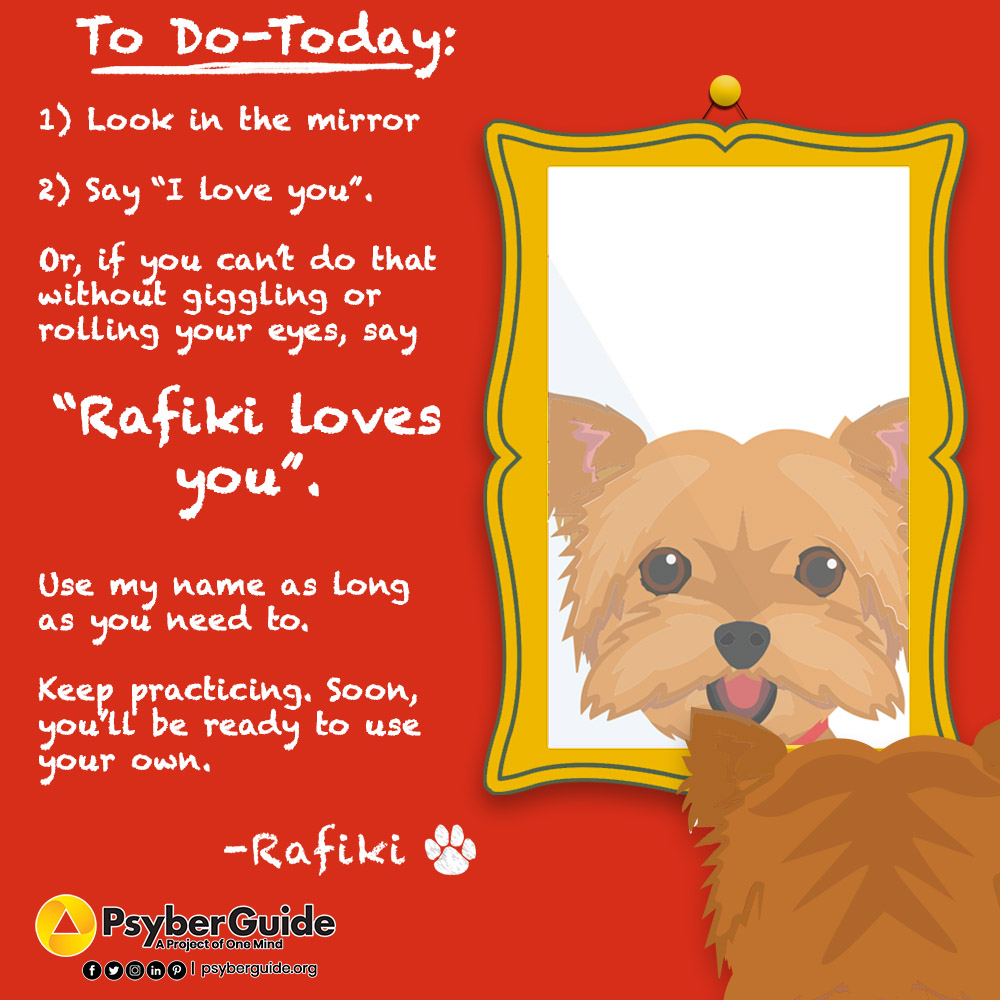 To Do-Today:
1) Look in the mirror
2) Say “I love you”.
Or, if you can't do that
without giggling or
rolling your eyes, say
“Rafiki loves
you”.
Use my name as long
as you need to.
Keep practicing. Soon,
you'll be ready to use
your own.
-Rafiki
PsyberGuide
A Project of One Mind
| psyberguide.org